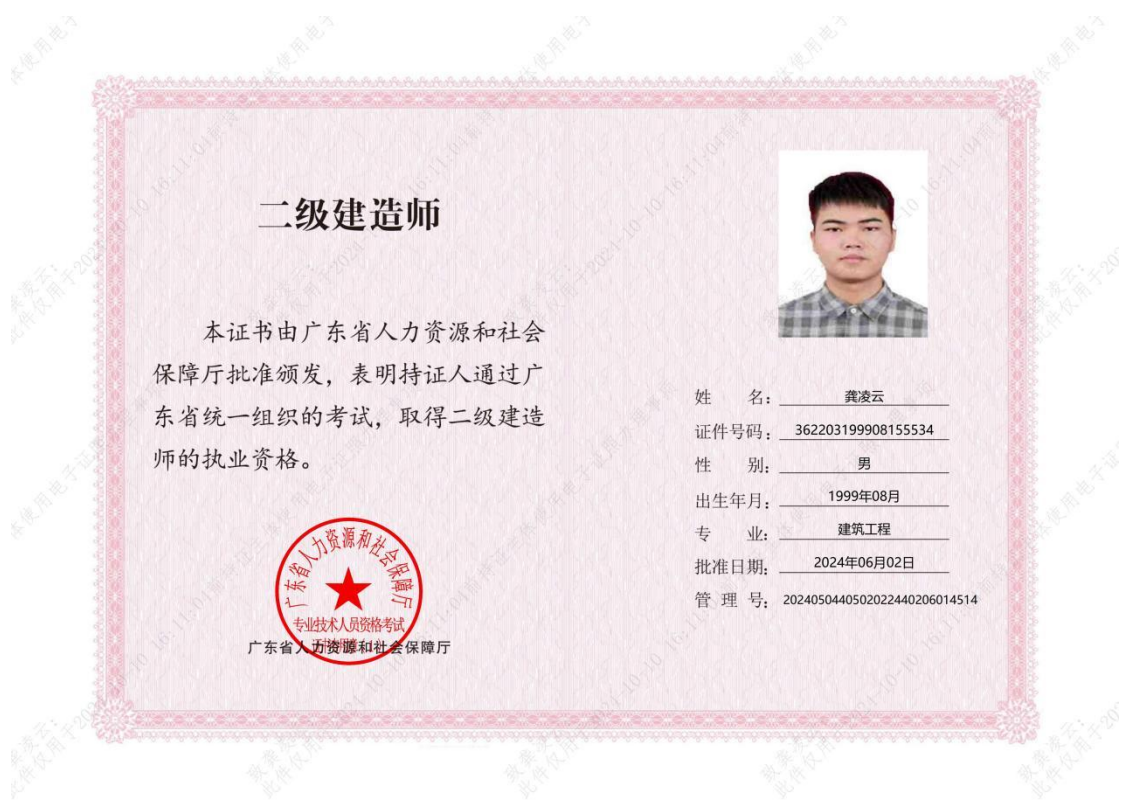 二级建造师
本证书由广东省人力资源和社会
保障厅批准颁发，表明持证人通过广
东省统一组织的考试，取得二级建造
师的执业资格。
广东省人力资源和社会保障厅
专业技术人员资格考试
广东省人力资源和社会保障厅
姓 名：龚凌云
证件号码：362203199908155534
性 别：男
出生年月：1999年08月
专 业：建筑工程
批准日期：2024年06月02日
管 理 号：2024050440502022440206014514